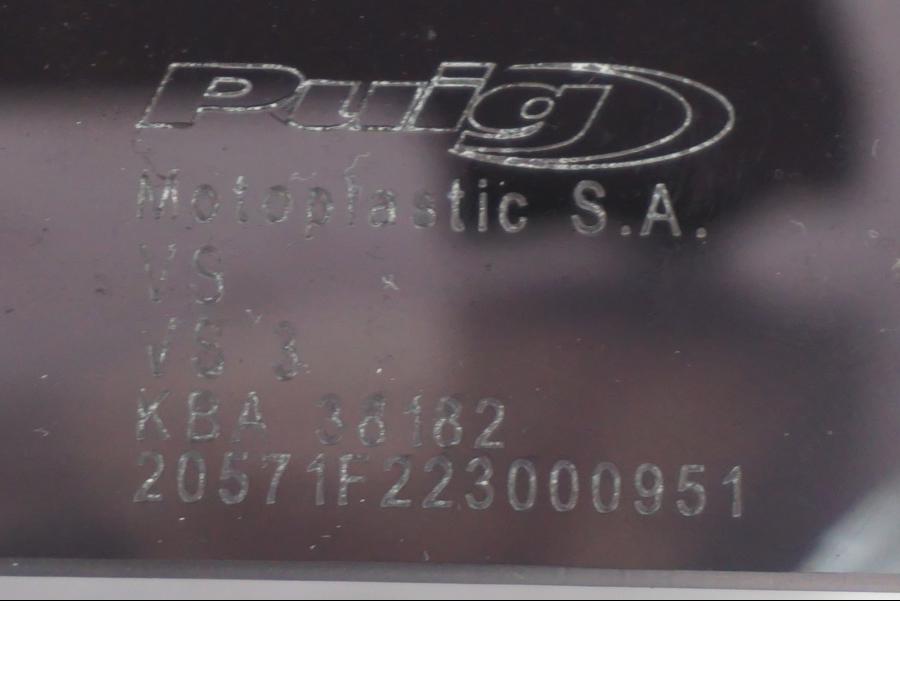 Puig
Motoplastic S.A.
VS
VS 3
KBA 38182
20571F223000951